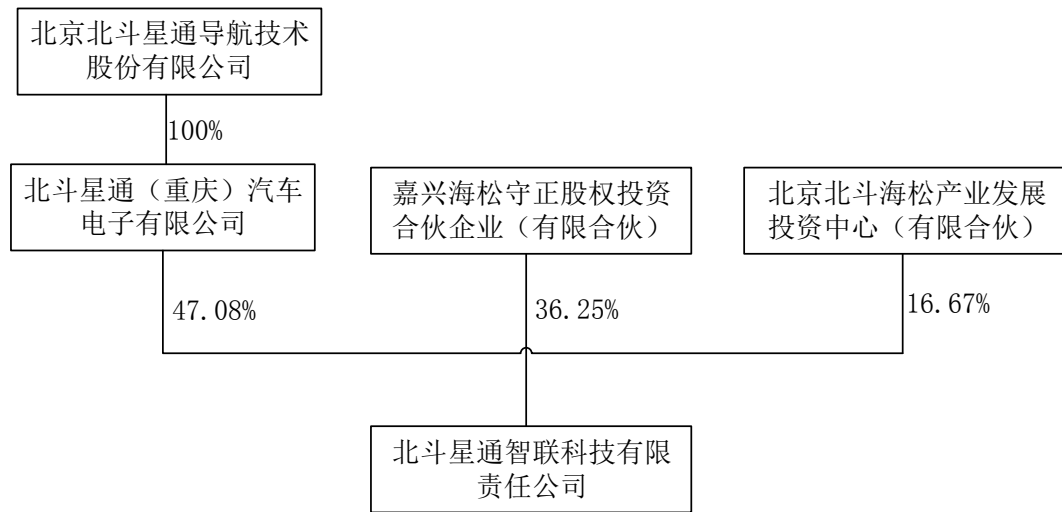 北京北斗星通导航技术
股份有限公司
100%
北斗星通（重庆）汽车
电子有限公司
嘉兴海松守正股权投资
合伙企业（有限合伙）
北京北斗海松产业发展
投资中心（有限合伙）
47.08%
36.25%
16.67%
北斗星通智联科技有限
责任公司